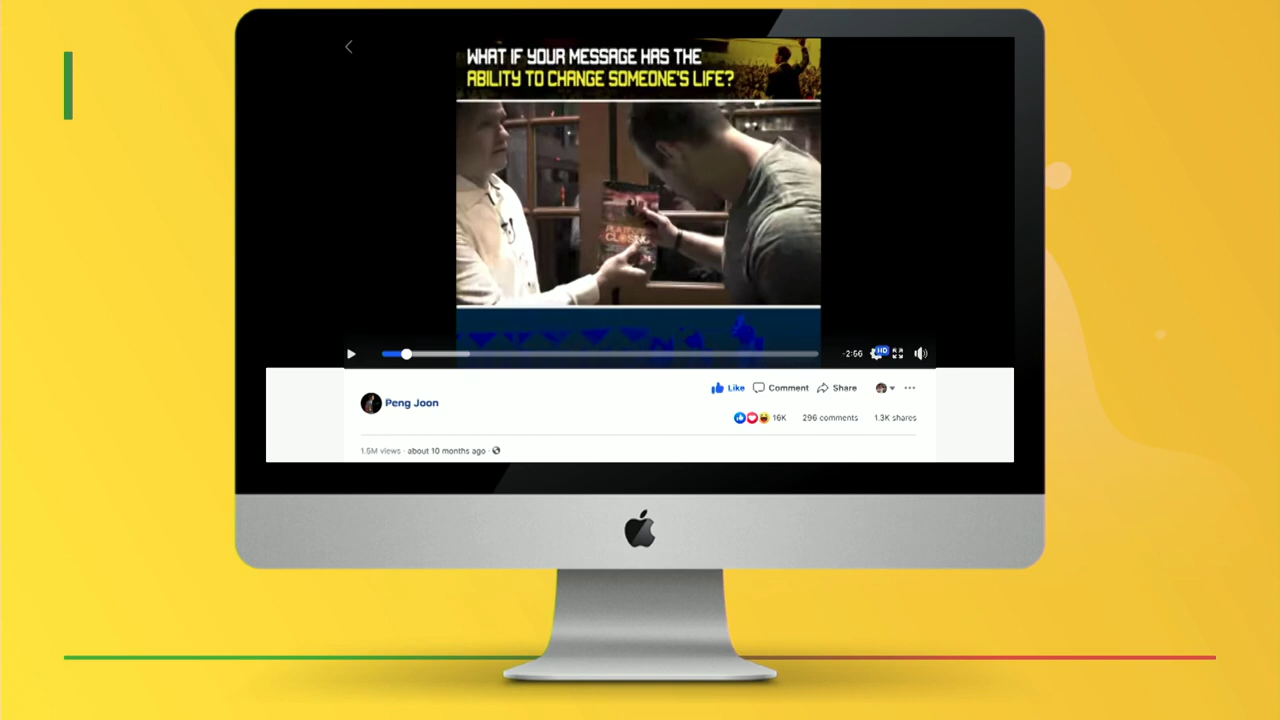 WHAT IF YOUR MESSAGE HAS THE
ABILITY TO CHANGE SOMEONE'S LIFE?
CLOSING
-2:56
HD
Like
Comment
Share
Peng Joon
16K
296 comments
1.3K shares
1.5M views · about 10 months ago ·